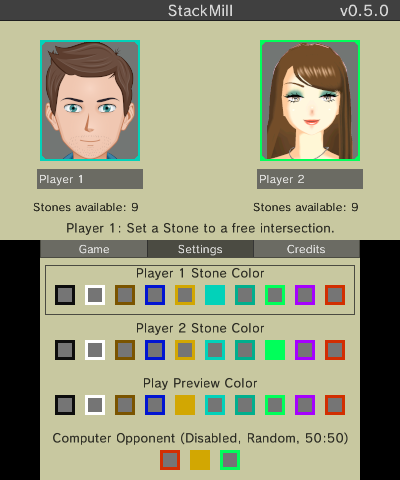 StackMill v0.5.0
Player 1 Player 2
Stones available: 9 Stones available: 9
Player 1: Set a Stone to a free intersection.
Game Settings Credits
Player 1 Stone Color
Player 2 Stone Color
Play Preview Color
Computer Opponent (Disabled, Random, 50:50)